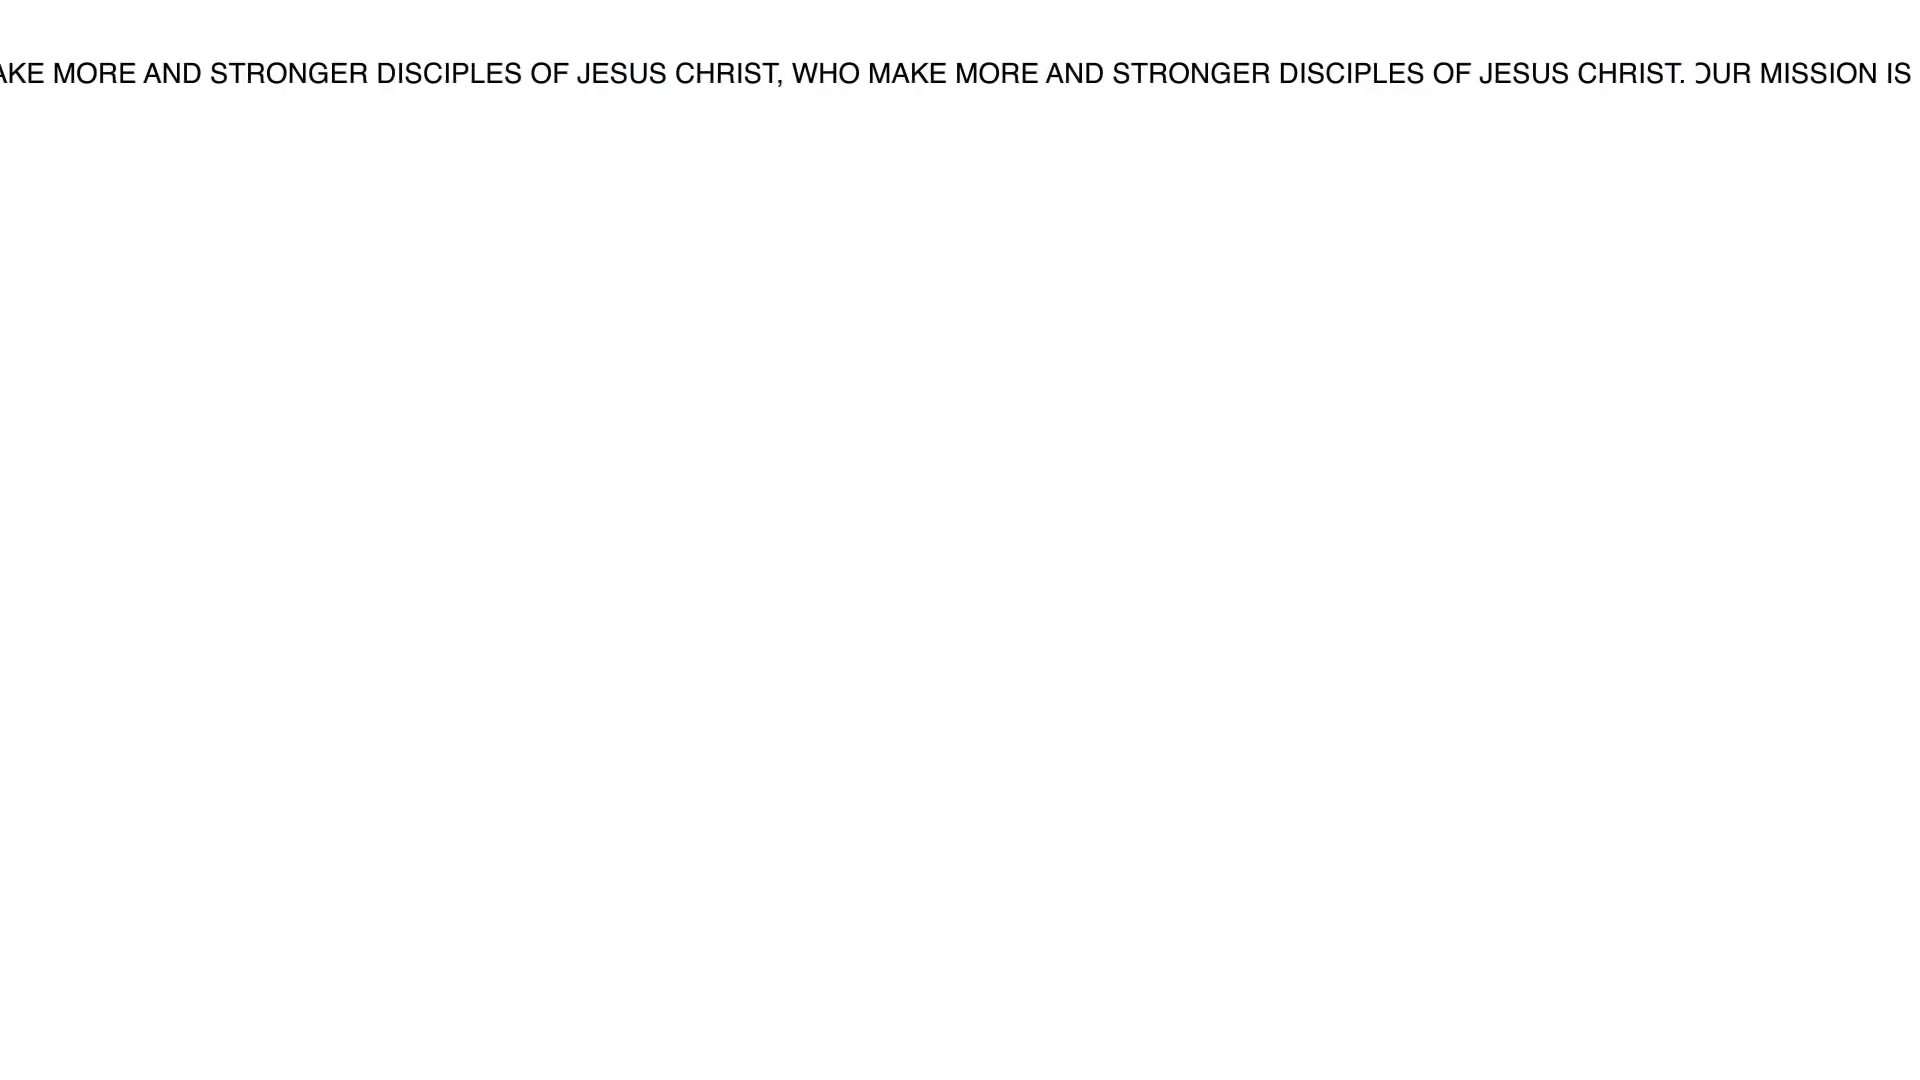 AKE MORE AND STRONGER DISCIPLES OF JESUS CHRIST, WHO MAKE MORE AND STRONGER DISCIPLES OF JESUS CHRIST. OUR MISSION IS